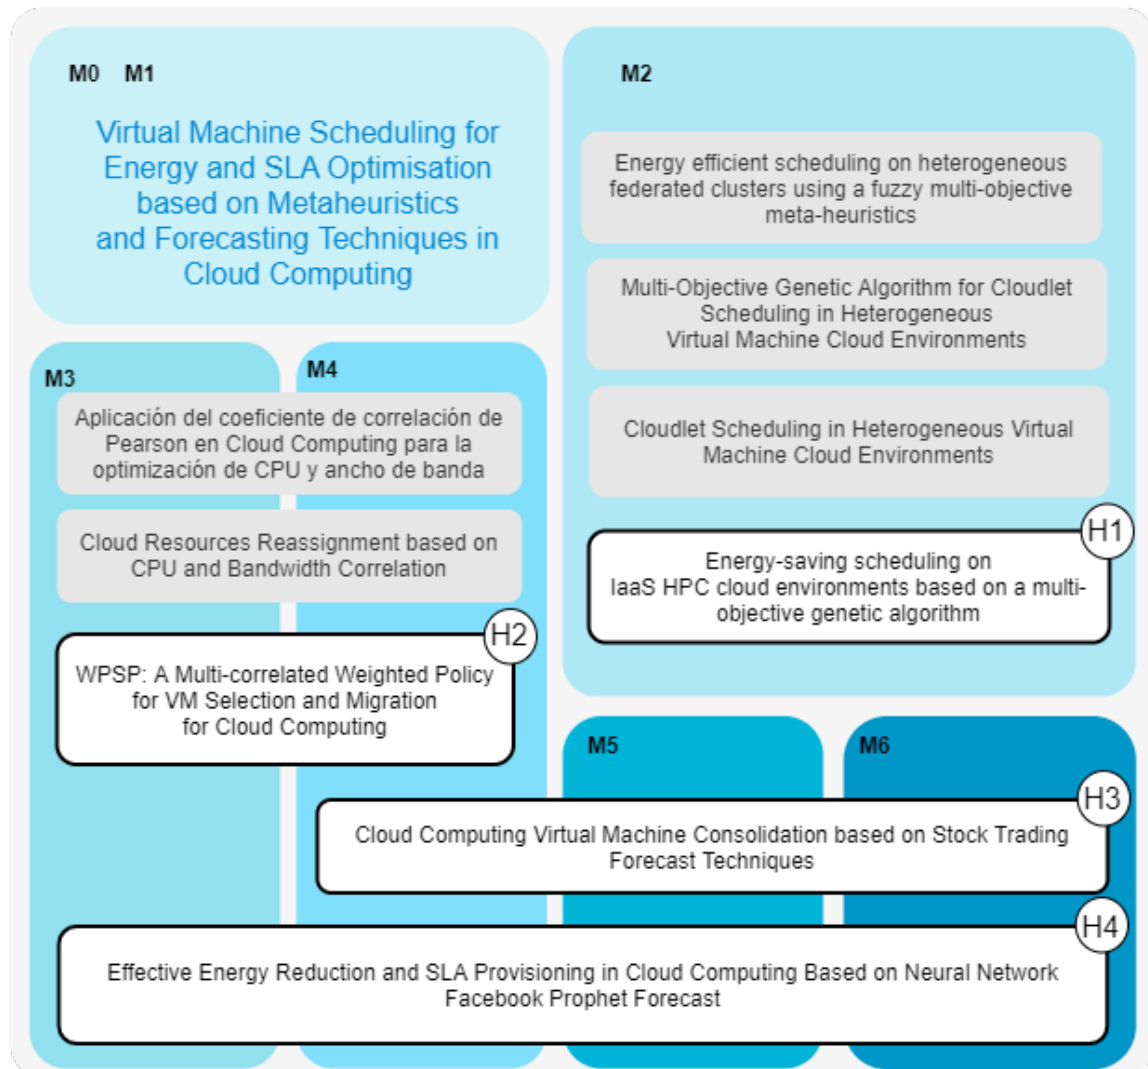 M0 M1
Virtual Machine Scheduling for
Energy and SLA Optimisation
based on Metaheuristics
and Forecasting Techniques in
Cloud Computing
M2
Energy efficient scheduling on heterogeneous
federated clusters using a fuzzy multi-objective
meta-heuristics
Multi-Objective Genetic Algorithm for Cloudlet
Scheduling in Heterogeneous
Virtual Machine Cloud Environments
Cloudlet Scheduling in Heterogeneous Virtual
Machine Cloud Environments
H1
Energy-saving scheduling on
IaaS HPC cloud environments based on a multi-
objective genetic algorithm
M3
M4
Aplicación del coeficiente de correlación de
Pearson en Cloud Computing para la
optimización de CPU y ancho de banda
Cloud Resources Reassignment based on
CPU and Bandwidth Correlation
H2
WPSP: A Multi-correlated Weighted Policy
for VM Selection and Migration
for Cloud Computing
M5
M6
H3
Cloud Computing Virtual Machine Consolidation based on Stock Trading
Forecast Techniques
H4
Effective Energy Reduction and SLA Provisioning in Cloud Computing Based on Neural Network
Facebook Prophet Forecast